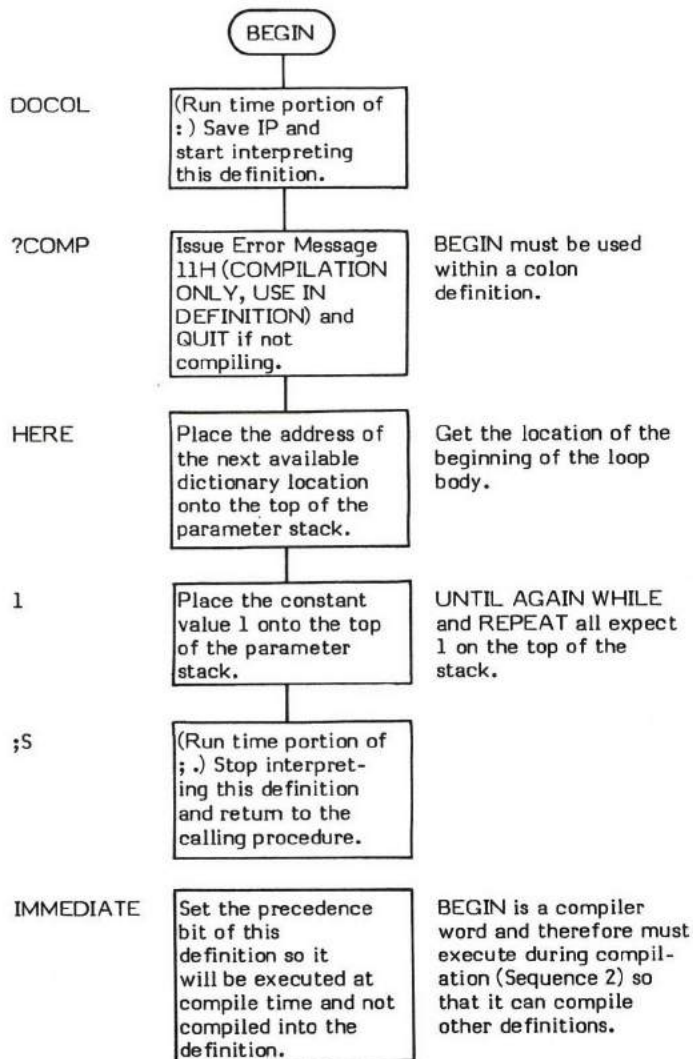 BEGIN
DOCOL
(Run time portion of
: ) Save IP and
start interpreting
this definition.
?COMP
Issue Error Message
11H (COMPILATION
ONLY, USE IN
DEFINITION) and
QUIT if not
compiling.
BEGIN must be used
within a colon
definition.
HERE
Place the address of
the next available
dictionary location
onto the top of the
parameter stack.
Get the location of the
beginning of the loop
body.
1
Place the constant
value 1 onto the top
of the parameter
stack.
UNTIL AGAIN WHILE
and REPEAT all expect
1 on the top of the
stack.
;S
(Run time portion of
; .) Stop interpret-
ing this definition
and return to the
calling procedure.
IMMEDIATE
Set the precedence
bit of this
definition so it
will be executed at
compile time and not
compiled into the
definition.
BEGIN is a compiler
word and therefore must
execute during compil-
ation (Sequence 2) so
that it can compile
other definitions.